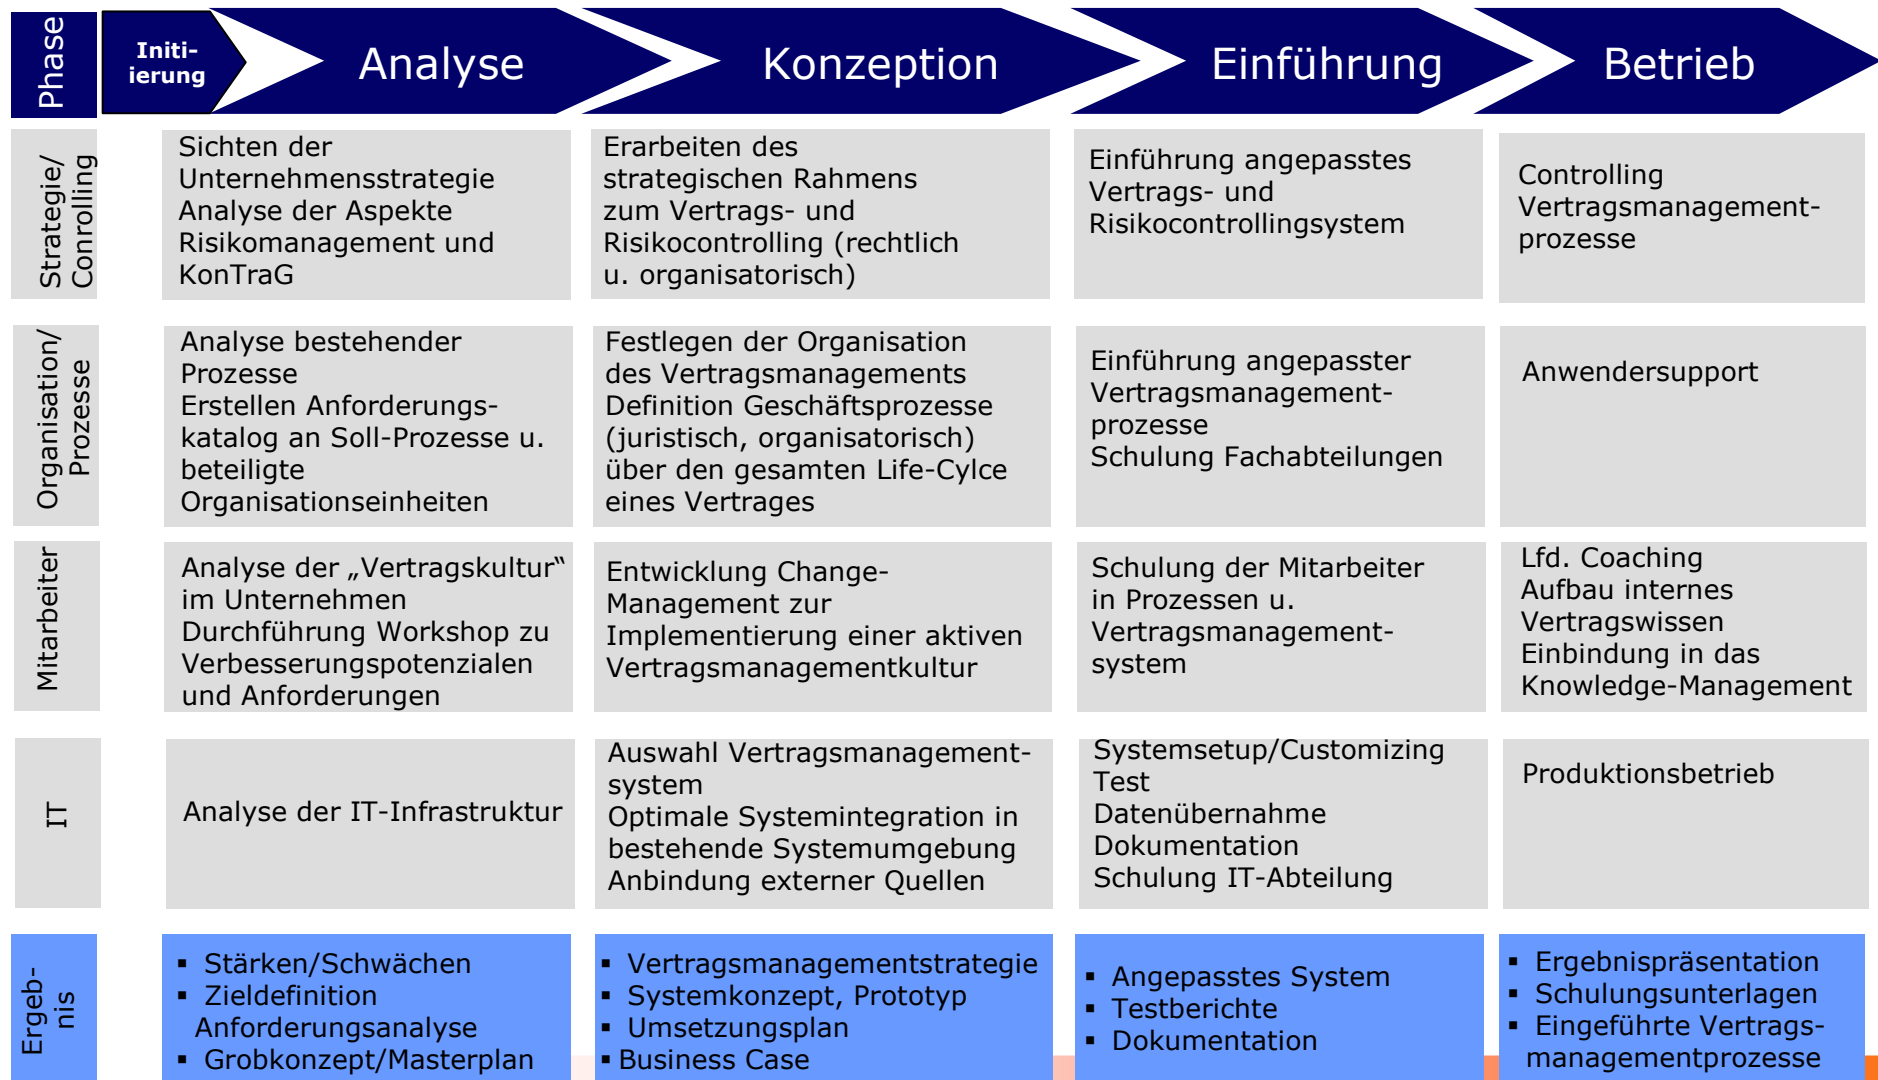 Phase
Initi-
ierung
Analyse
Konzeption
Einführung
Betrieb
Strategie/
Conrolling
Sichten der
Unternehmensstrategie
Analyse der Aspekte
Risikomanagement und
KonTraG
Erarbeiten des
strategischen Rahmens
zum Vertrags- und
Risikocontrolling (rechtlich
u. organisatorisch)
Einführung angepasstes
Vertrags- und
Risikocontrollingsystem
Controlling
Vertragsmanagement-
prozesse
Organisation/
Prozesse
Analyse bestehender
Prozesse
Erstellen Anforderungs-
katalog an Soll-Prozesse u.
beteiligte
Organisationseinheiten
Festlegen der Organisation
des Vertragsmanagements
Definition Geschäftsprozesse
(juristisch, organisatorisch)
über den gesamten Life-Cylce
eines Vertrages
Einführung angepasster
Vertragsmanagement-
prozesse
Schulung Fachabteilungen
Anwendersupport
Mitarbeiter
Analyse der „Vertragskultur“
im Unternehmen
Durchführung Workshop zu
Verbesserungspotenzialen
und Anforderungen
Entwicklung Change-
Management zur
Implementierung einer aktiven
Vertragsmanagementkultur
Schulung der Mitarbeiter
in Prozessen u.
Vertragsmanagement-
system
Lfd. Coaching
Aufbau internes
Vertragswissen
Einbindung in das
Knowledge-Management
IT
Analyse der IT-Infrastruktur
Auswahl Vertragsmanagement-
system
Optimale Systemintegration in
bestehende Systemumgebung
Anbindung externer Quellen
Systemsetup/Customizing
Test
Datenübernahme
Dokumentation
Schulung IT-Abteilung
Produktionsbetrieb
Ergeb-
nis
▪ Stärken/Schwächen
▪ Zieldefinition
Anforderungsanalyse
▪ Grobkonzept/Masterplan
▪ Vertragsmanagementstrategie
▪ Systemkonzept, Prototyp
▪ Umsetzungsplan
▪ Business Case
▪ Angepasstes System
▪ Testberichte
▪ Dokumentation
▪ Ergebnispräsentation
▪ Schulungsunterlagen
▪ Eingeführte Vertrags-
managementprozesse